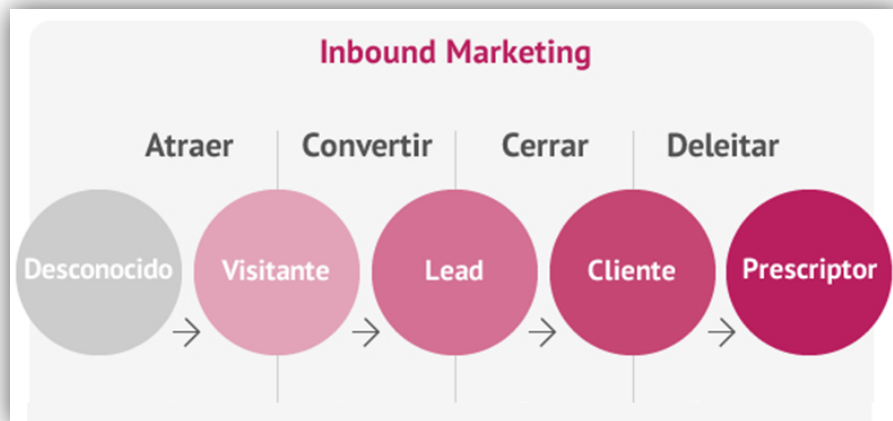 Inbound Marketing
Atraer Convertir Cerrar Deleitar
Desconocido Visitante Lead Cliente Prescriptor